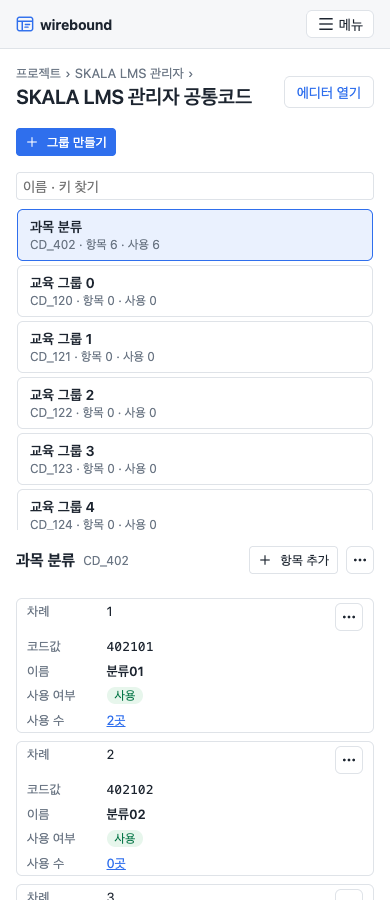 wirebound
메뉴
프로젝트 › SKALA LMS 관리자 ›
SKALA LMS 관리자 공통코드
에디터 열기
그룹 만들기
이름 · 키 찾기
과목 분류
CD_402 · 항목 6 · 사용 6
교육 그룹 0
CD_120 · 항목 0 · 사용 0
교육 그룹 1
CD_121 · 항목 0 · 사용 0
교육 그룹 2
CD_122 · 항목 0 · 사용 0
교육 그룹 3
CD_123 · 항목 0 · 사용 0
교육 그룹 4
CD_124 · 항목 0 · 사용 0
과목 분류 CD_402
항목 추가
차례 1
코드값 402101
이름 분류01
사용 여부 사용
사용 수 2곳
차례 2
코드값 402102
이름 분류02
사용 여부 사용
사용 수 0곳
차례 3